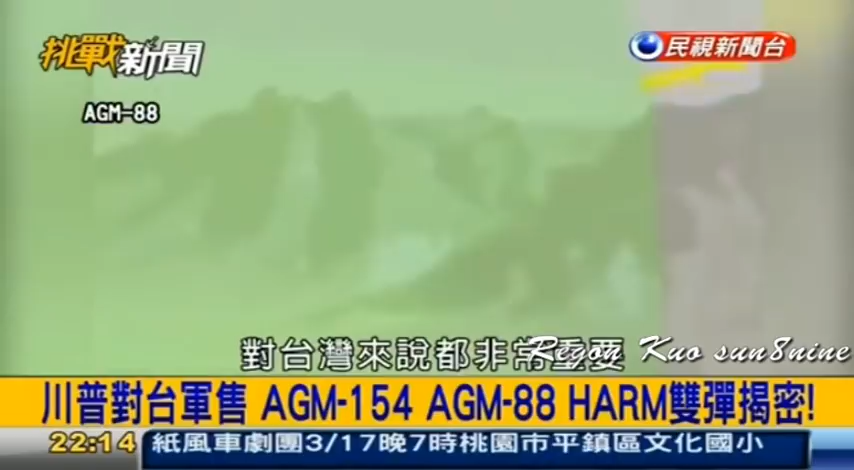 挑戰新聞
民視新聞台
AGM-88
對台灣來說都非常重要
Regon Kuo sun8nine
川普對台軍售 AGM-154 AGM-88 HARM雙彈揭密!
22:14 紙風車劇團3/17晚7時桃園市平鎮區文化國小